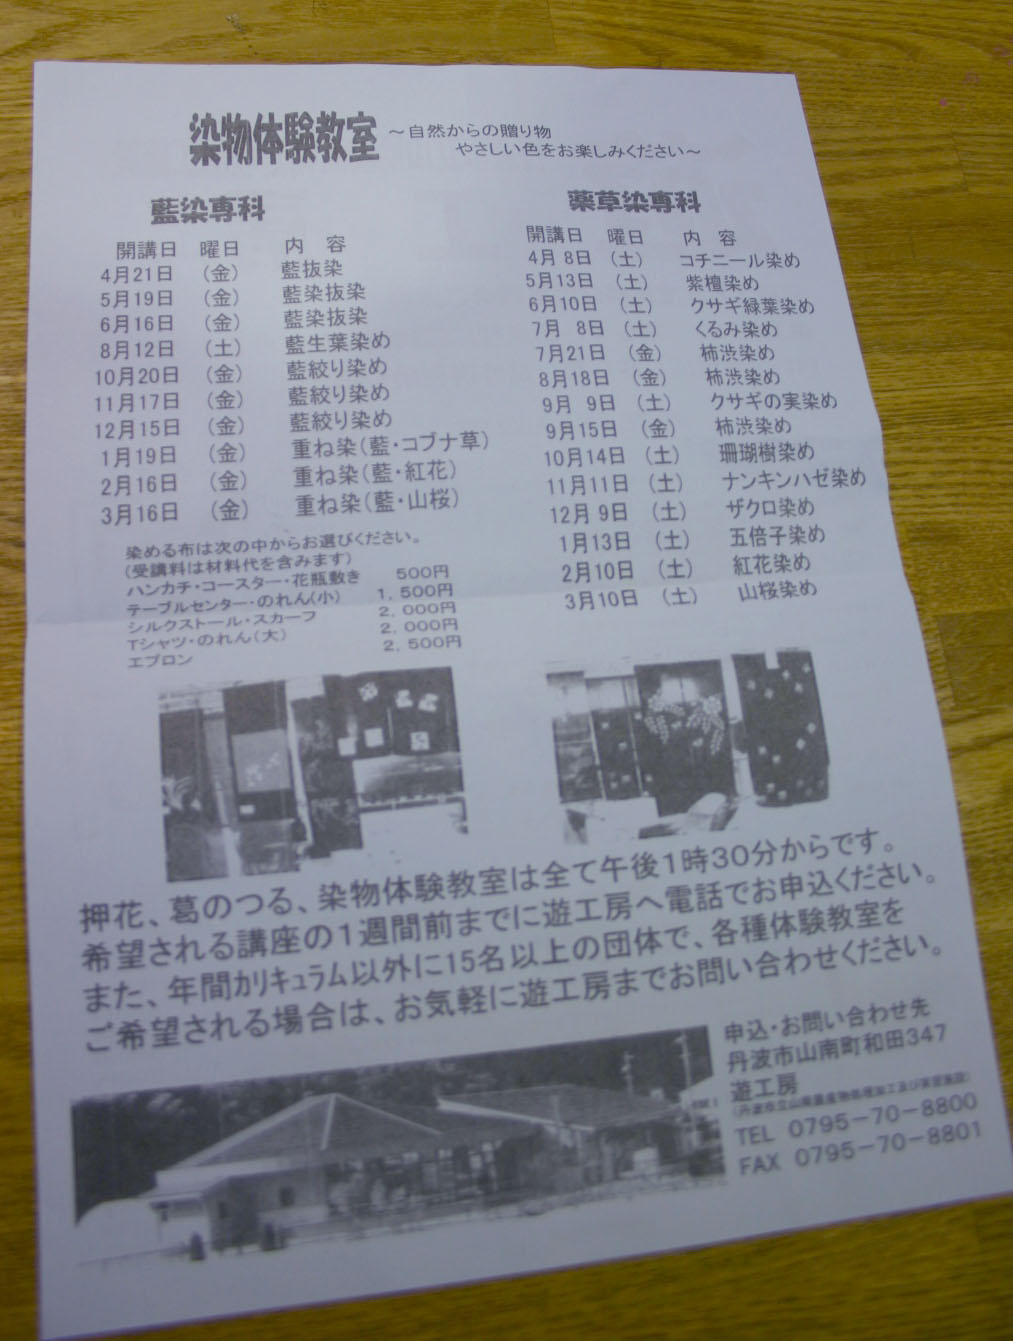 染物体験教室
～自然からの贈り物
やさしい色をお楽しみください～
藍染専科
開講日 曜日 内 容
4月21日 (金) 藍抜染
5月19日 (金) 藍染抜染
6月16日 (金) 藍染抜染
8月12日 (土) 藍生葉染め
10月20日 (金) 藍絞り染め
11月17日 (金) 藍絞り染め
12月15日 (金) 藍絞り染め
1月19日 (金) 重ね染(藍・コブナ草)
2月16日 (金) 重ね染(藍・紅花)
3月16日 (金) 重ね染(藍・山桜)
染める布は次の中からお選びください。
(受講料は材料代を含みます)
ハンカチ・コースター・花瓶敷き 500円
テーブルセンター・のれん(小) 1,500円
シルクストール・スカーフ 2,000円
Tシャツ・のれん(大) 2,000円
エプロン 2,500円
薬草染専科
開講日 曜日 内 容
4月 8日 (土) コチニール染め
5月13日 (土) 紫檀染め
6月10日 (土) クサギ緑葉染め
7月 8日 (土) くるみ染め
7月21日 (金) 柿渋染め
8月18日 (金) 柿渋染め
9月 9日 (土) クサギの実染め
9月15日 (金) 柿渋染め
10月14日 (土) 珊瑚樹染め
11月11日 (土) ナンキンハゼ染め
12月 9日 (土) ザクロ染め
1月13日 (土) 五倍子染め
2月10日 (土) 紅花染め
3月10日 (土) 山桜染め
押花、葛のつる、染物体験教室は全て午後1時30分からです。
希望される講座の1週間前までに遊工房へ電話でお申込ください。
また、年間カリキュラム以外に15名以上の団体で、各種体験教室を
ご希望される場合は、お気軽に遊工房までお問い合わせください。
申込・お問い合わせ先
丹波市山南町和田347
遊工房
(丹波市立山南農産物処理加工及び実習施設)
TEL 0795-70-8800
FAX 0795-70-8801